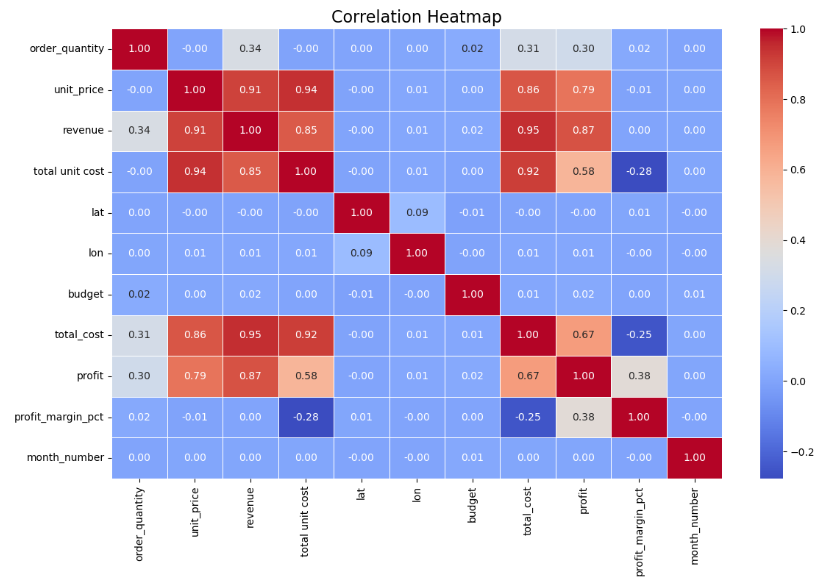 Correlation Heatmap
order_quantity 1.00 -0.00 0.34 -0.00 0.00 0.00 0.02 0.31 0.30 0.02 0.00
unit_price -0.00 1.00 0.91 0.94 -0.00 0.01 0.00 0.86 0.79 -0.01 0.00
revenue 0.34 0.91 1.00 0.85 -0.00 0.01 0.02 0.95 0.87 0.00 0.00
total unit cost -0.00 0.94 0.85 1.00 -0.00 0.01 0.00 0.92 0.58 -0.28 0.00
lat 0.00 -0.00 -0.00 -0.00 1.00 0.09 -0.01 -0.00 -0.00 0.01 -0.00
lon 0.00 0.01 0.01 0.01 0.09 1.00 -0.00 0.01 0.01 -0.00 -0.00
budget 0.02 0.00 0.02 0.00 -0.01 -0.00 1.00 0.01 0.02 0.00 0.01
total_cost 0.31 0.86 0.95 0.92 -0.00 0.01 0.01 1.00 0.67 -0.25 0.00
profit 0.30 0.79 0.87 0.58 -0.00 0.01 0.02 0.67 1.00 0.38 0.00
profit_margin_pct 0.02 -0.01 0.00 -0.28 0.01 -0.00 0.00 -0.25 0.38 1.00 -0.00
month_number 0.00 0.00 0.00 0.00 -0.00 -0.00 0.01 0.00 0.00 -0.00 1.00
order_quantity
unit_price
revenue
total unit cost
lat
lon
budget
total_cost
profit
profit_margin_pct
month_number
1.0
0.8
0.6
0.4
0.2
0.0
−0.2